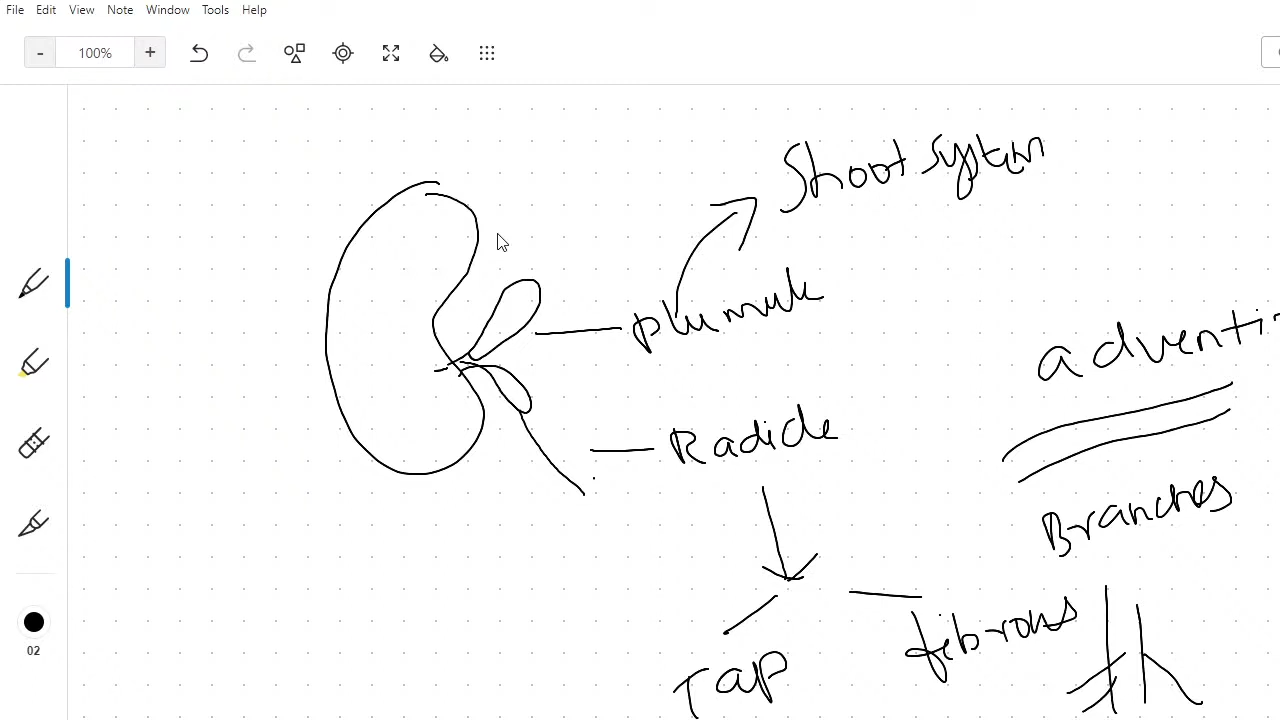 File Edit View Note Window Tools Help
- 100% +
Shoot system
plumule
adventi
Radicle
Branches
fibrous
Tap
02